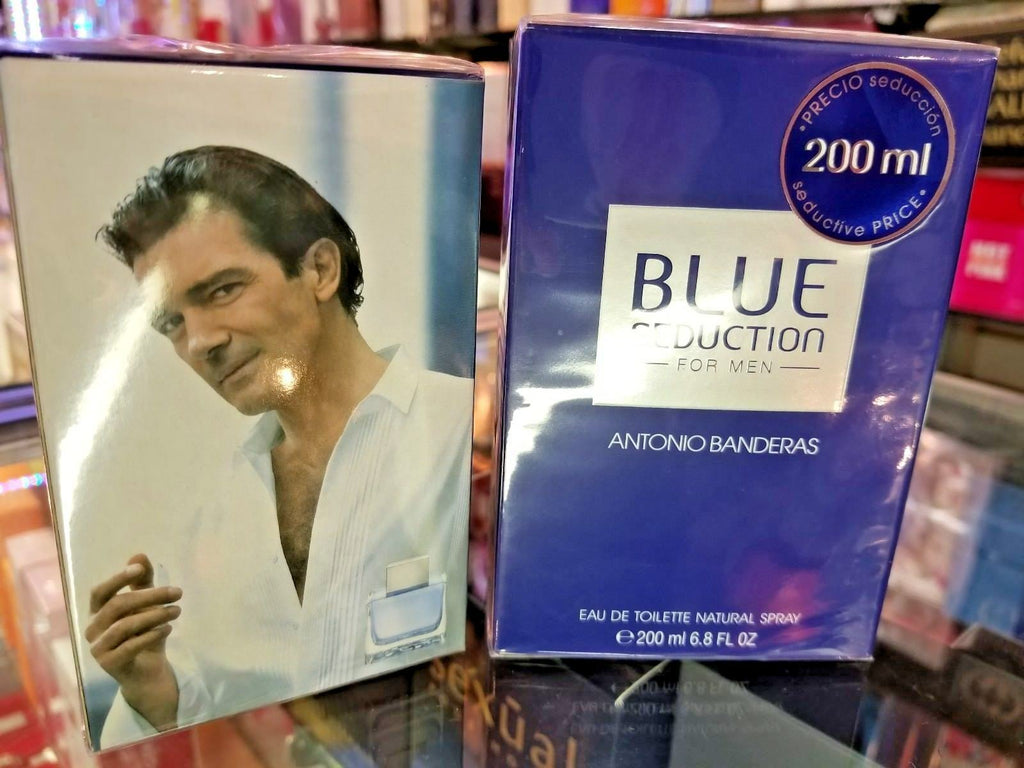 PRECIO seducción
200 ml
seductive PRICE
BLUE
SEDUCTION
FOR MEN
ANTONIO BANDERAS
EAU DE TOILETTE NATURAL SPRAY
℮ 200 ml 6.8 FL OZ